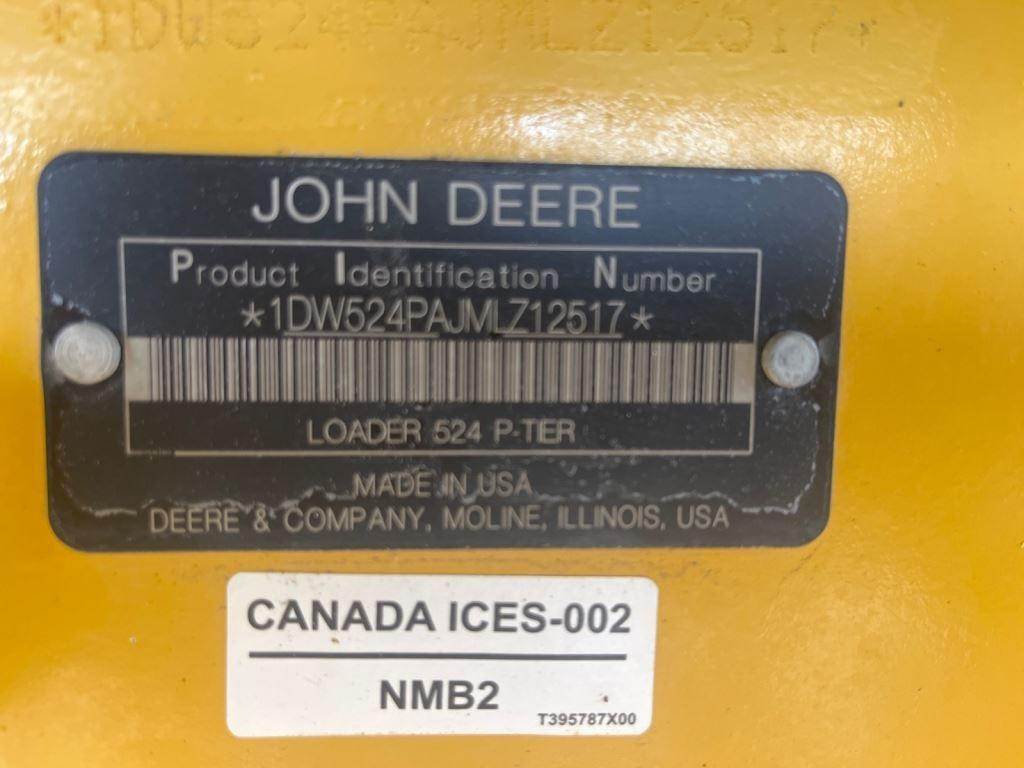 *1DW524PAJMLZ12517*
JOHN DEERE
Product Identification Number
*1DW524PAJMLZ12517*
LOADER 524 P-TIER
MADE IN USA
DEERE & COMPANY, MOLINE, ILLINOIS, USA
CANADA ICES-002
NMB2
T395787X00